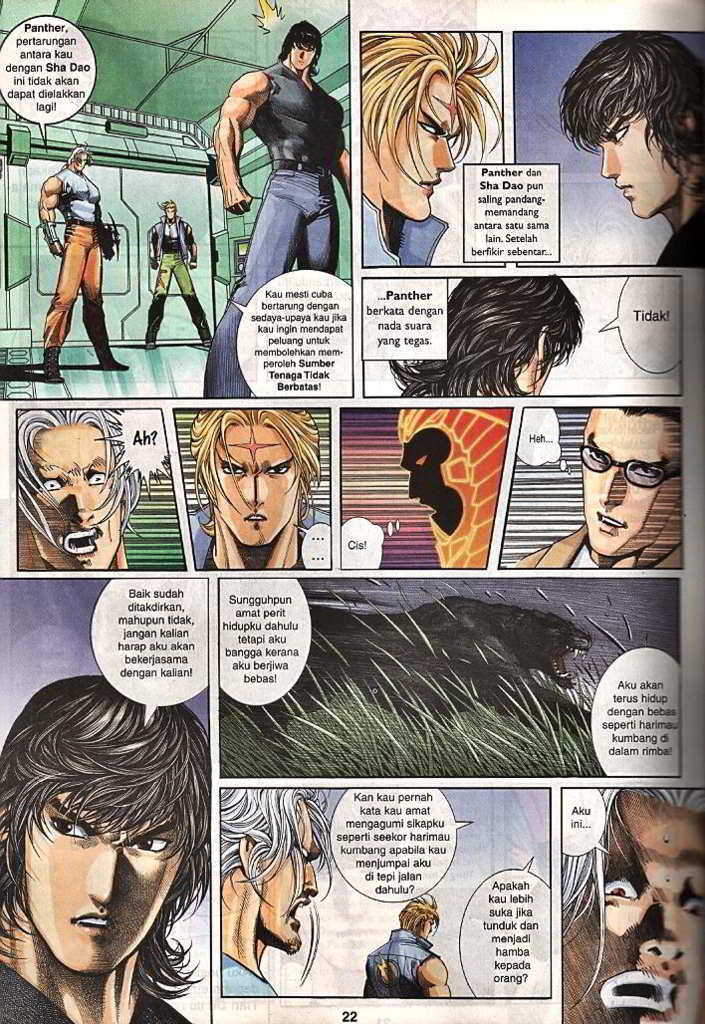 Panther,
pertarungan
antara kau
dengan Sha Dao
ini tidak akan
dapat dielakkan
lagi!
Kau mesti cuba
bertarung dengan
sedaya-upaya kau jika
kau ingin mendapat
peluang untuk
membolehkan mem-
peroleh Sumber
Tenaga Tidak
Berbatas!
Panther dan
Sha Dao pun
saling pandang-
memandang
antara satu sama
lain. Setelah
berfikir sebentar...
...Panther
berkata dengan
nada suara
yang tegas.
Tidak!
Ah?
...
...
Cis!
Heh...
Baik sudah
ditakdirkan,
mahupun tidak,
jangan kalian
harap aku akan
bekerjasama
dengan kalian!
Sungguhpun
amat perit
hidupku dahulu
tetapi aku
bangga kerana
aku berjiwa
bebas!
Aku akan
terus hidup
dengan bebas
seperti harimau
kumbang di
dalam rimba!
Kan kau pernah
kata kau amat
mengagumi sikapku
seperti seekor harimau
kumbang apabila kau
menjumpai aku
di tepi jalan
dahulu?
Apakah
kau lebih
suka jika
tunduk dan
menjadi
hamba
kepada
orang?
Aku
ini...
22